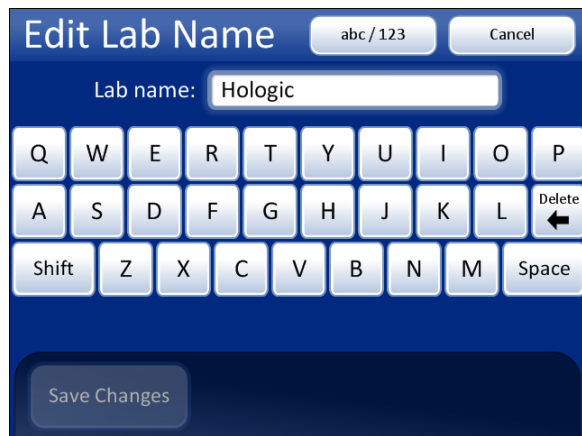 Edit Lab Name abc / 123 Cancel
Lab name: Hologic
Q W E R T Y U I O P
A S D F G H J K L Delete
Shift Z X C V B N M Space
Save Changes